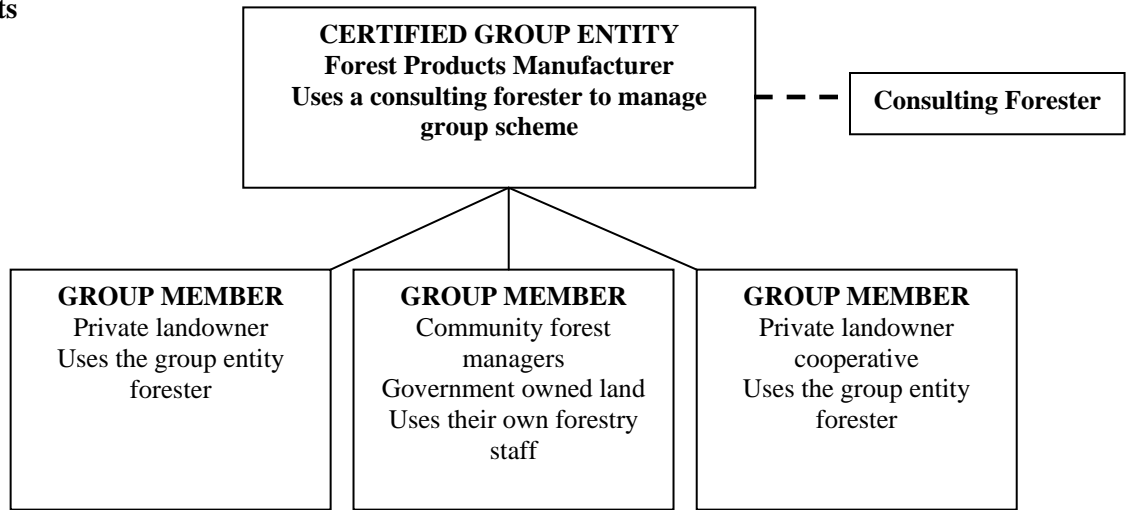 ts
CERTIFIED GROUP ENTITY
Forest Products Manufacturer
Uses a consulting forester to manage
group scheme
Consulting Forester
GROUP MEMBER
Private landowner
Uses the group entity
forester
GROUP MEMBER
Community forest
managers
Government owned land
Uses their own forestry
staff
GROUP MEMBER
Private landowner
cooperative
Uses the group entity
forester